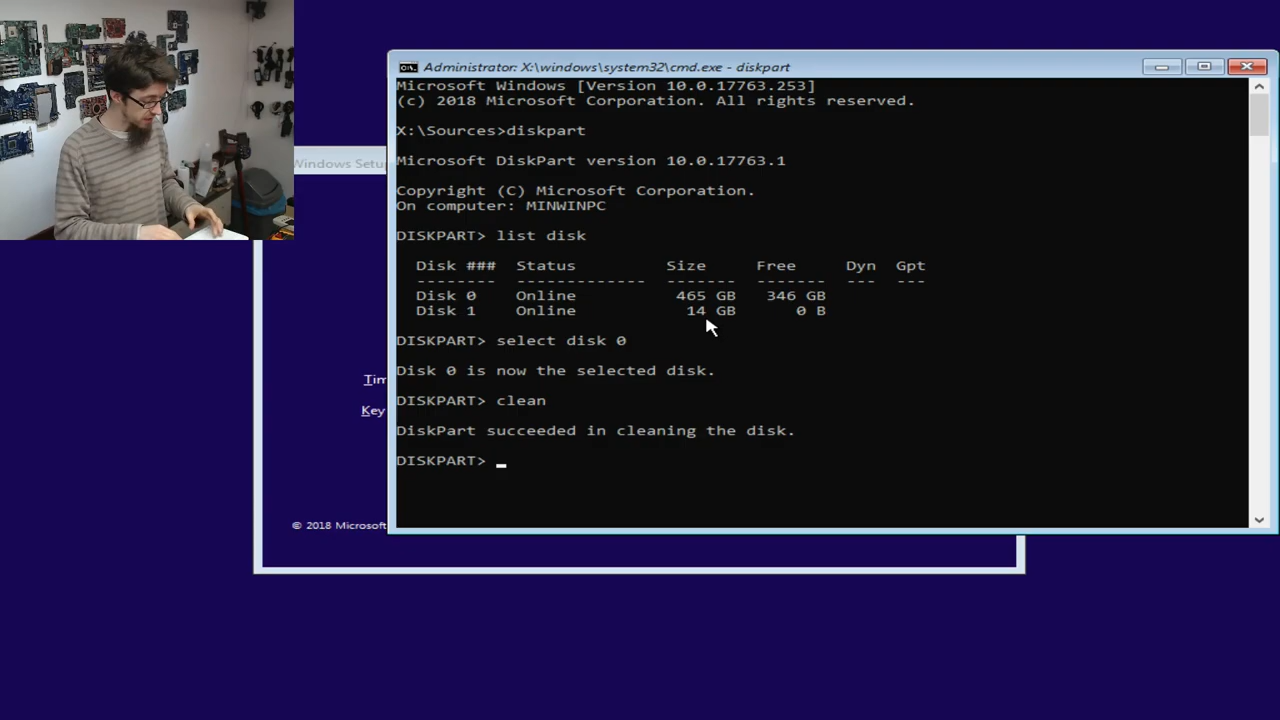 Administrator: X:\windows\system32\cmd.exe - diskpart
Microsoft Windows [Version 10.0.17763.253]
(c) 2018 Microsoft Corporation. All rights reserved.
X:\Sources>diskpart
Microsoft DiskPart version 10.0.17763.1
Copyright (C) Microsoft Corporation.
On computer: MINWINPC
DISKPART> list disk
Disk ### Status Size Free Dyn Gpt
-------- ------------- ------- ------- --- ---
Disk 0 Online 465 GB 346 GB
Disk 1 Online 14 GB 0 B
DISKPART> select disk 0
Disk 0 is now the selected disk.
DISKPART> clean
DiskPart succeeded in cleaning the disk.
DISKPART>
Windows Setu
Tim
Key
© 2018 Microsoft